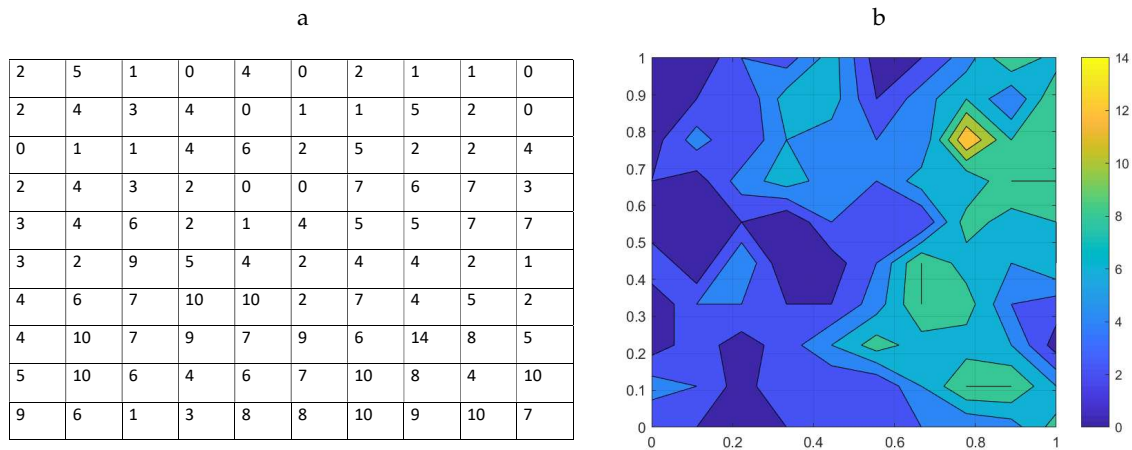 a
b
2 5 1 0 4 0 2 1 1 0
2 4 3 4 0 1 1 5 2 0
0 1 1 4 6 2 5 2 2 4
2 4 3 2 0 0 7 6 7 3
3 4 6 2 1 4 5 5 7 7
3 2 9 5 4 2 4 4 2 1
4 6 7 10 10 2 7 4 5 2
4 10 7 9 7 9 6 14 8 5
5 10 6 4 6 7 10 8 4 10
9 6 1 3 8 8 10 9 10 7
1
0.9
0.8
0.7
0.6
0.5
0.4
0.3
0.2
0.1
0
0 0.2 0.4 0.6 0.8 1
14
12
10
8
6
4
2
0